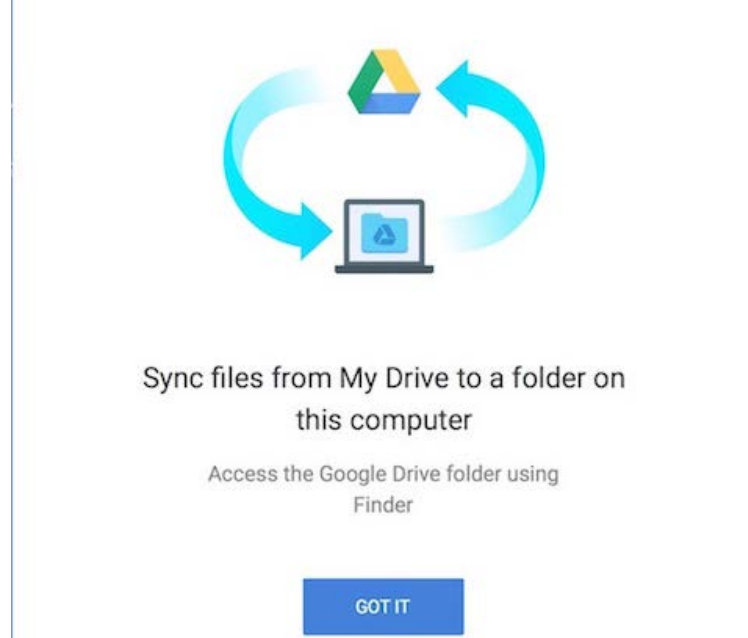 Sync files from My Drive to a folder on
this computer
Access the Google Drive folder using
Finder
GOT IT